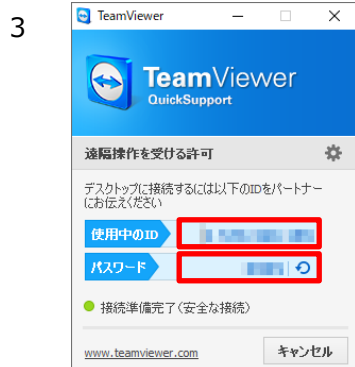 3
TeamViewer
TeamViewer
QuickSupport
遠隔操作を受ける許可
デスクトップに接続するには以下のIDをパートナー
にお伝えください
使用中のID
パスワード
接続準備完了(安全な接続)
www.teamviewer.com
キャンセル